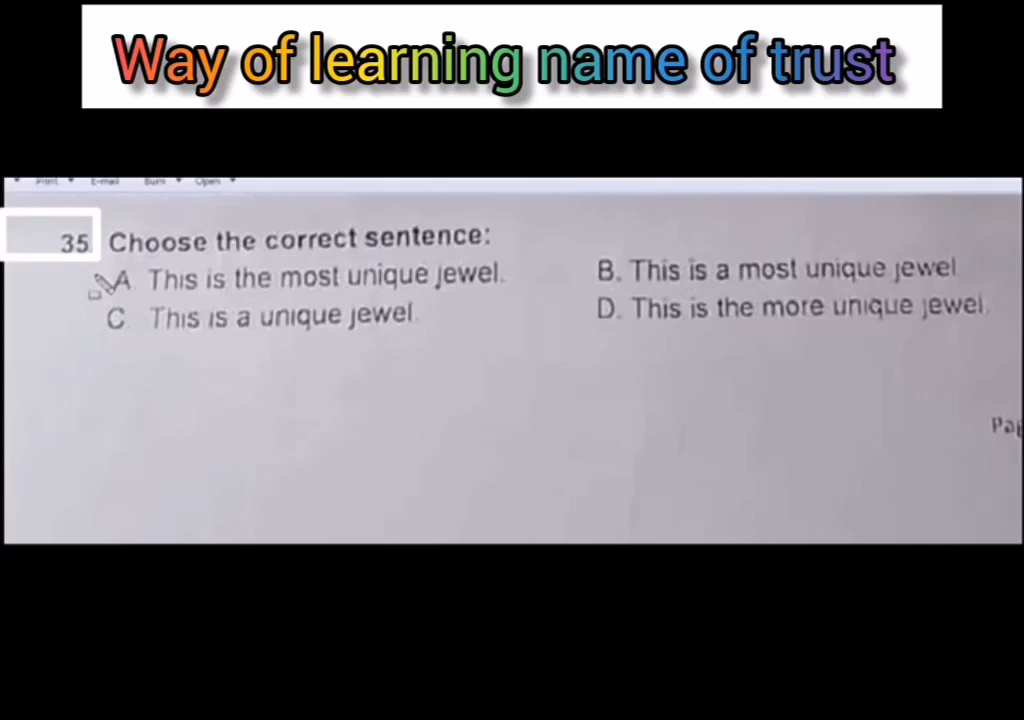 Way of learning name of trust
Print E-mail Burn Open
35 Choose the correct sentence:
A This is the most unique jewel. B. This is a most unique jewel
C. This is a unique jewel. D. This is the more unique jewel.